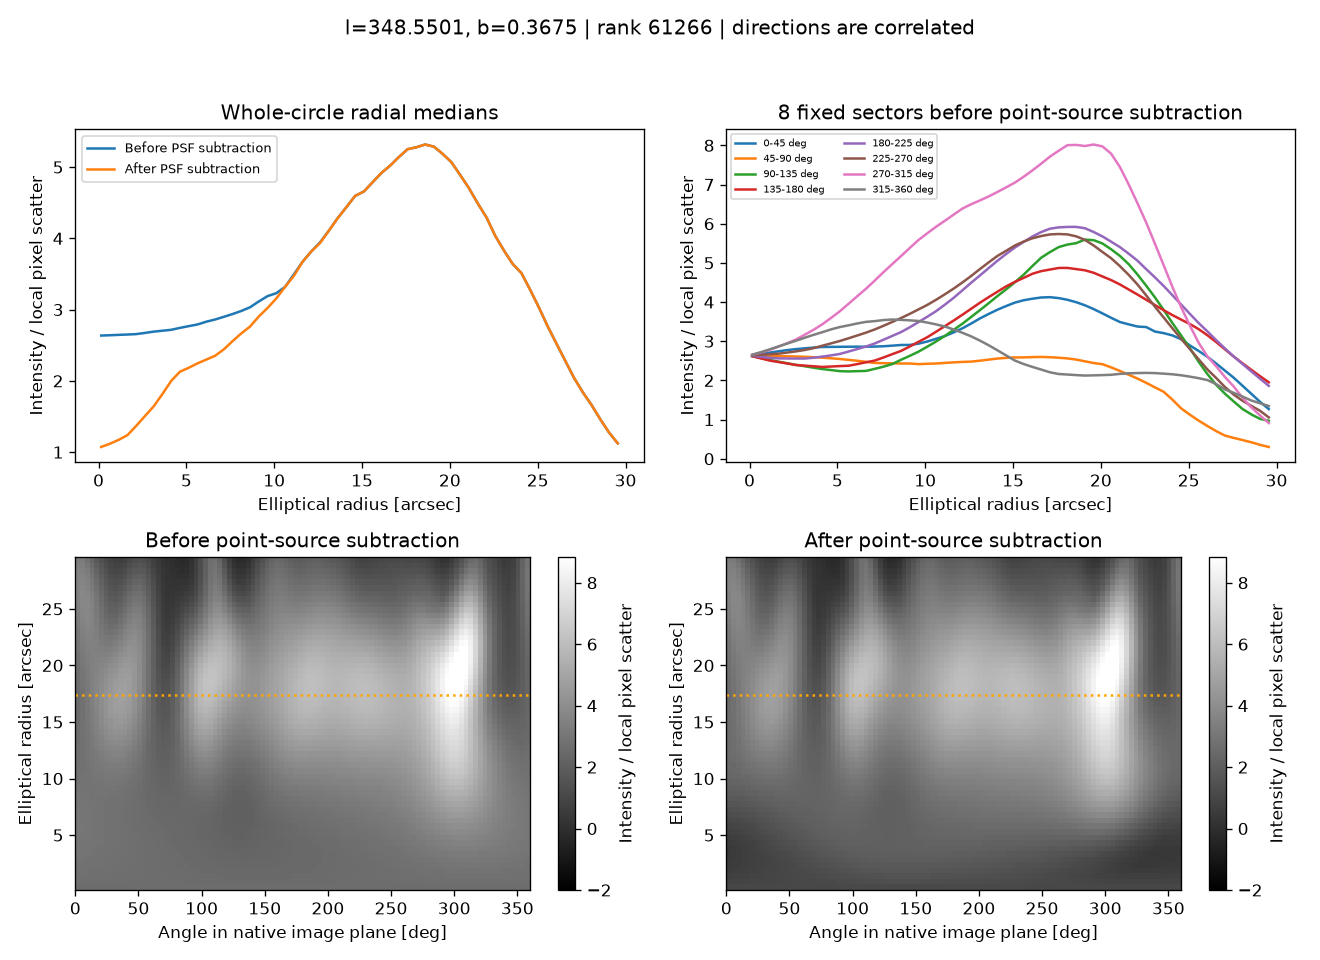 l=348.5501, b=0.3675 | rank 61266 | directions are correlated
Whole-circle radial medians
Before PSF subtraction
After PSF subtraction
Intensity / local pixel scatter
5
4
3
2
1
0 5 10 15 20 25 30
Elliptical radius [arcsec]
8 fixed sectors before point-source subtraction
0-45 deg 180-225 deg
45-90 deg 225-270 deg
90-135 deg 270-315 deg
135-180 deg 315-360 deg
Intensity / local pixel scatter
8
7
6
5
4
3
2
1
0
0 5 10 15 20 25 30
Elliptical radius [arcsec]
Before point-source subtraction
Elliptical radius [arcsec]
25
20
15
10
5
0 50 100 150 200 250 300 350
Angle in native image plane [deg]
8
6
4
2
0
−2
Intensity / local pixel scatter
After point-source subtraction
Elliptical radius [arcsec]
25
20
15
10
5
0 50 100 150 200 250 300 350
Angle in native image plane [deg]
8
6
4
2
0
−2
Intensity / local pixel scatter